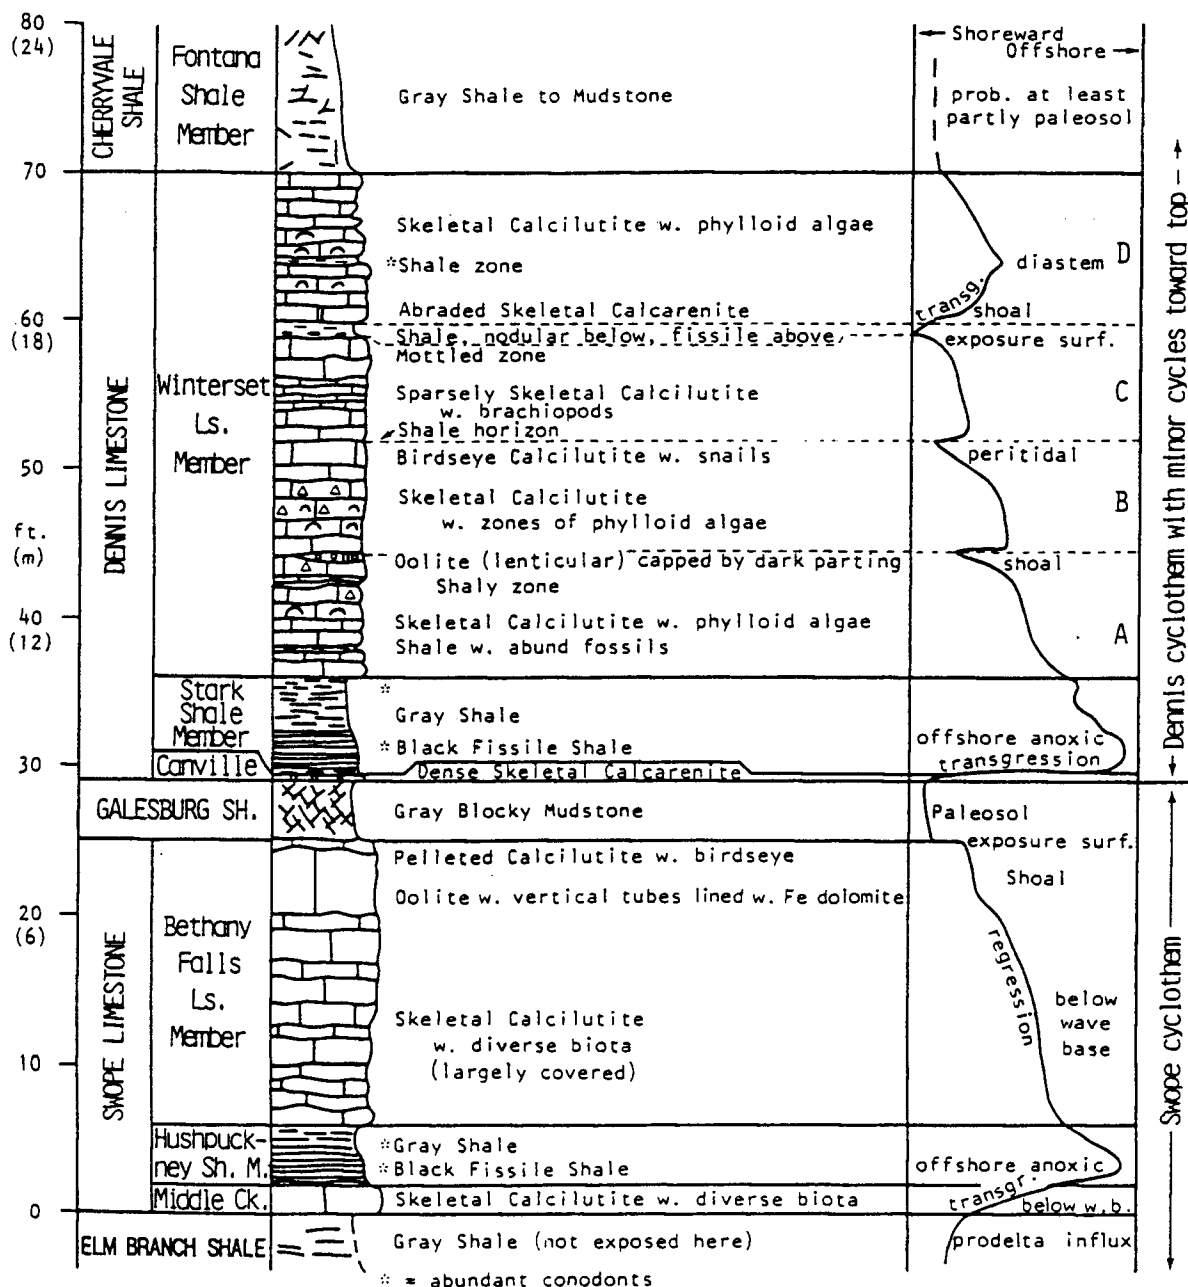 80
(24)
CHERRYVALE
SHALE
Fontana
Shale
Member
Gray Shale to Mudstone
Shoreward
Offshore
prob. at least
partly paleosol
70
DENNIS LIMESTONE
Winterset
Ls.
Member
Skeletal Calcilutite w. phylloid algae
*Shale zone
diastem
D
Abraded Skeletal Calcarenite
transg.
shoal
60
(18)
Shale, nodular below, fissile above
exposure surf.
Mottled zone
Sparsely Skeletal Calcilutite
w. brachiopods
C
Shale horizon
50
Birdseye Calcilutite w. snails
peritidal
Skeletal Calcilutite
w. zones of phylloid algae
B
ft.
(m)
Oolite (lenticular) capped by dark parting
shoal
Shaly zone
40
(12)
Skeletal Calcilutite w. phylloid algae
A
Shale w. abund fossils
Stark
Shale
Member
*
Gray Shale
*Black Fissile Shale
offshore anoxic
transgression
30
Canville
Dense Skeletal Calcarenite
Dennis cyclothem with minor cycles toward top
GALESBURG SH.
Gray Blocky Mudstone
Paleosol
exposure surf.
SWOPE LIMESTONE
Bethany
Falls
Ls.
Member
Pelleted Calcilutite w. birdseye
Shoal
Oolite w. vertical tubes lined w. Fe dolomite
20
(6)
regression
Skeletal Calcilutite
w. diverse biota
(largely covered)
below
wave
base
10
Hushpuck-
ney Sh. M.
*Gray Shale
*Black Fissile Shale
offshore anoxic
transgr.
Middle Ck.
Skeletal Calcilutite w. diverse biota
below w.b.
0
ELM BRANCH SHALE
Gray Shale (not exposed here)
prodelta influx
Swope cyclothem
* = abundant conodonts